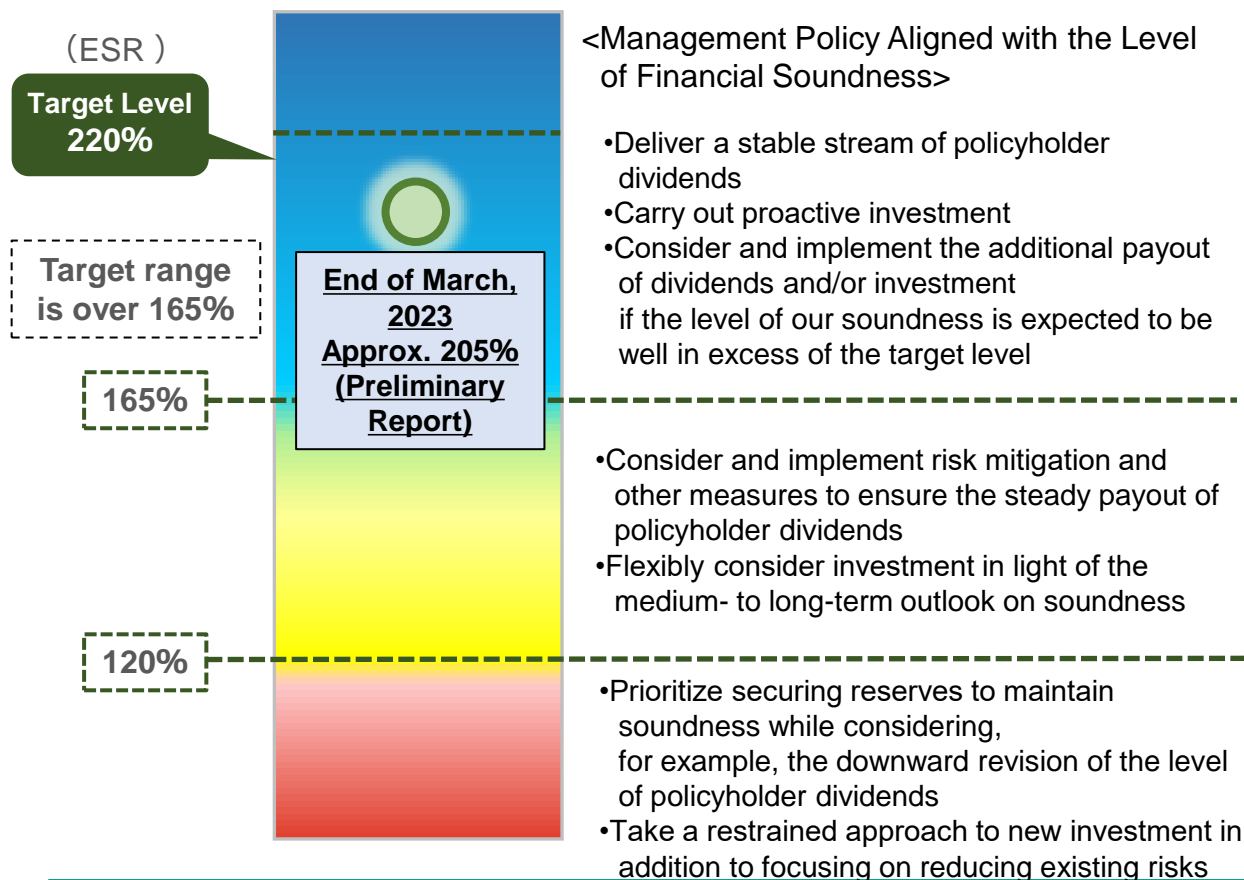 （ESR ）
Target Level
220%
Target range
is over 165%
165%
120%
End of March,
2023
Approx. 205%
(Preliminary
Report)
<Management Policy Aligned with the Level
of Financial Soundness>
•Deliver a stable stream of policyholder
dividends
•Carry out proactive investment
•Consider and implement the additional payout
of dividends and/or investment
if the level of our soundness is expected to be
well in excess of the target level
•Consider and implement risk mitigation and
other measures to ensure the steady payout of
policyholder dividends
•Flexibly consider investment in light of the
medium- to long-term outlook on soundness
•Prioritize securing reserves to maintain
soundness while considering,
for example, the downward revision of the level
of policyholder dividends
•Take a restrained approach to new investment in
addition to focusing on reducing existing risks